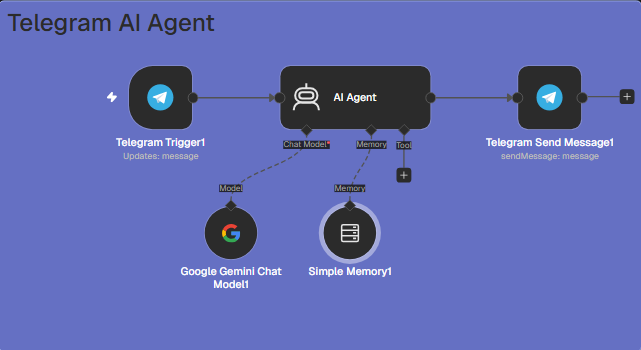 Telegram AI Agent
AI Agent
Telegram Trigger1
Updates: message
Chat Model*
Memory
Tool
Telegram Send Message1
sendMessage: message
Model
Memory
Google Gemini Chat
Model1
Simple Memory1